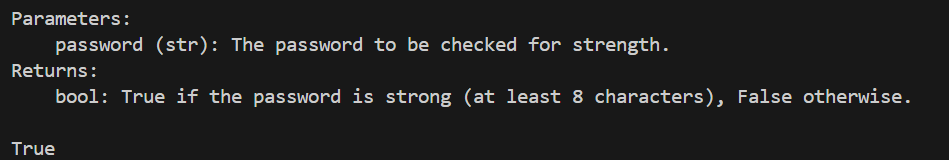 Parameters:
    password (str): The password to be checked for strength.
Returns:
    bool: True if the password is strong (at least 8 characters), False otherwise.

True